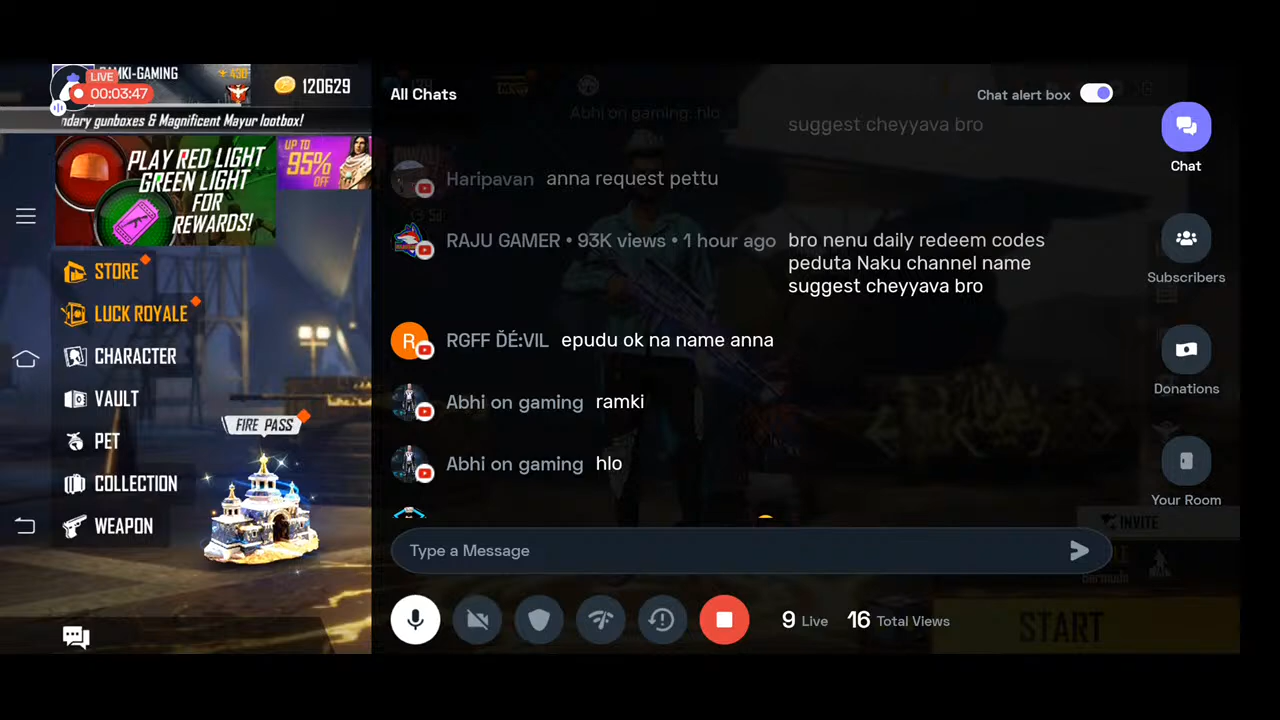 RAMKI-GAMING
430
LIVE
00:03:47
120629
ndary gunboxes & Magnificent Mayur lootbox!
PLAY RED LIGHT
GREEN LIGHT
FOR
REWARDS!
UP TO
95%
OFF
STORE
LUCK ROYALE
CHARACTER
VAULT
PET
COLLECTION
WEAPON
FIRE PASS
All Chats
Abhi on gaming: hlo
Chat alert box
suggest cheyyava bro
Haripavan anna request pettu
RAJU GAMER • 93K views • 1 hour ago bro nenu daily redeem codes
peduta Naku channel name
suggest cheyyava bro
R
RGFF ĎÉ:VIL epudu ok na name anna
Abhi on gaming ramki
Abhi on gaming hlo
Type a Message
9 Live 16 Total Views
Chat
Subscribers
Donations
Your Room
INVITE
Bermuda
START